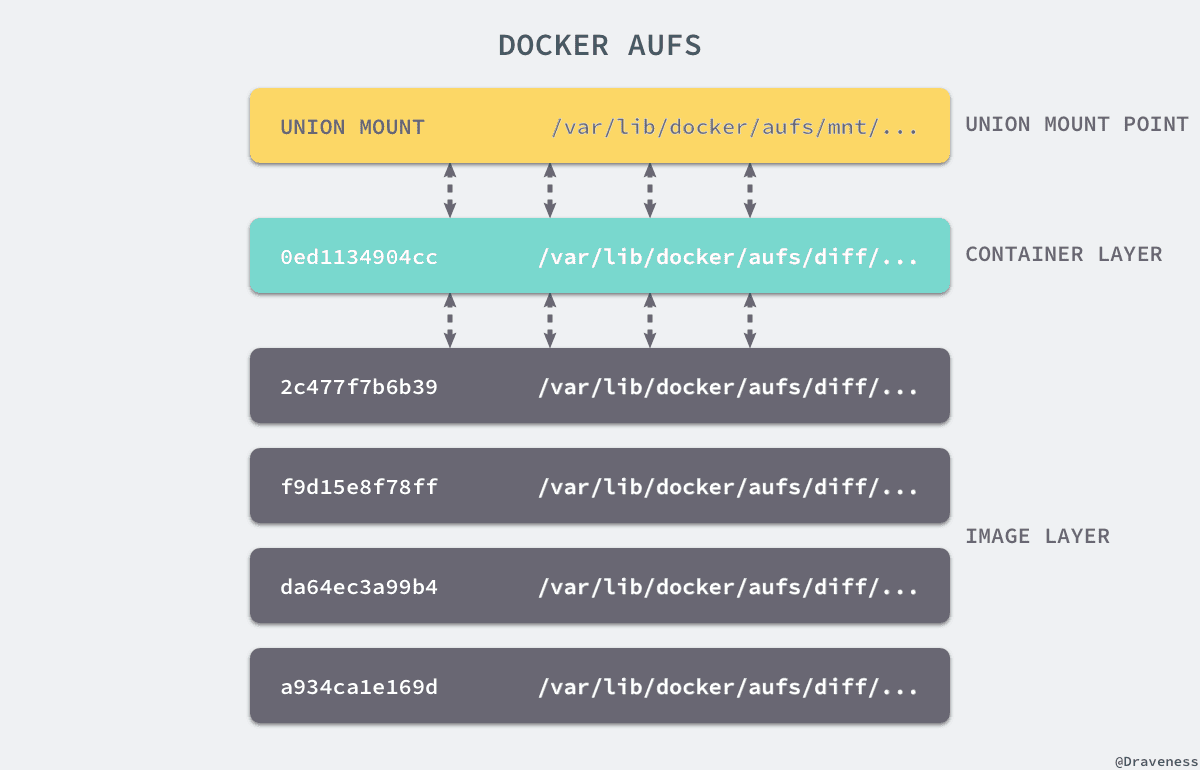 DOCKER AUFS
UNION MOUNT /var/lib/docker/aufs/mnt/... UNION MOUNT POINT
0ed1134904cc /var/lib/docker/aufs/diff/... CONTAINER LAYER
2c477f7b6b39 /var/lib/docker/aufs/diff/...
f9d15e8f78ff /var/lib/docker/aufs/diff/...
IMAGE LAYER
da64ec3a99b4 /var/lib/docker/aufs/diff/...
a934ca1e169d /var/lib/docker/aufs/diff/...
@Draveness